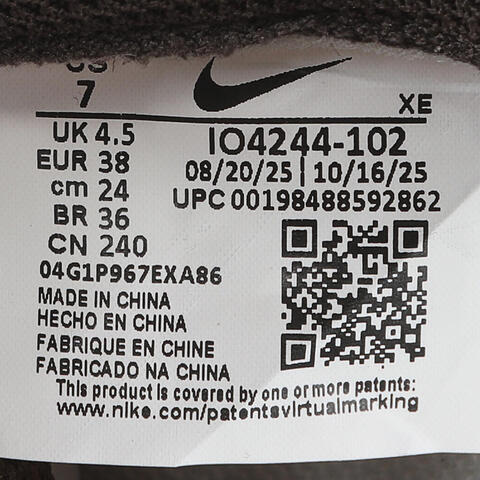 US
7
XE
UK 4.5
EUR 38
cm 24
BR 36
CN 240
IO4244-102
08/20/25 | 10/16/25
UPC 00198488592862
04G1P967EXA86
MADE IN CHINA
HECHO EN CHINA
FABRIQUE EN CHINE
FABRICADO NA CHINA
This product is covered by one or more patents:
www.nike.com/patentsvirtualmarking